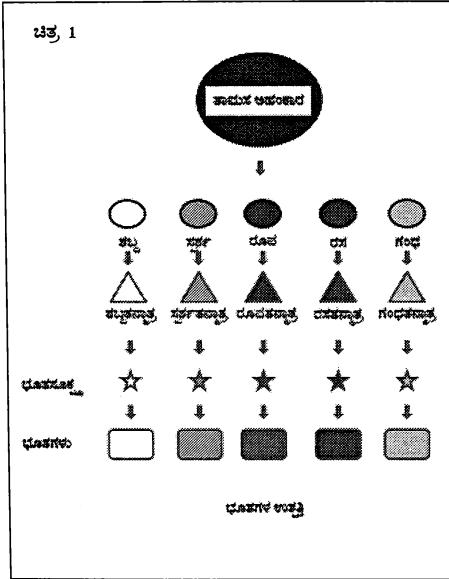 ಚಿತ್ರ 1
ತಾಮಸ ಅಹಂಕಾರ
ಶಬ್ದ ಸ್ಪರ್ಶ ರೂಪ ರಸ ಗಂಧ
ಶಬ್ದತನ್ಮಾತ್ರ ಸ್ಪರ್ಶತನ್ಮಾತ್ರ ರೂಪತನ್ಮಾತ್ರ ರಸತನ್ಮಾತ್ರ ಗಂಧತನ್ಮಾತ್ರ
ಭೂತಸೂಕ್ಷ್ಮ
ಭೂತಗಳು
ಭೂತಗಳ ಉತ್ಪತ್ತಿ